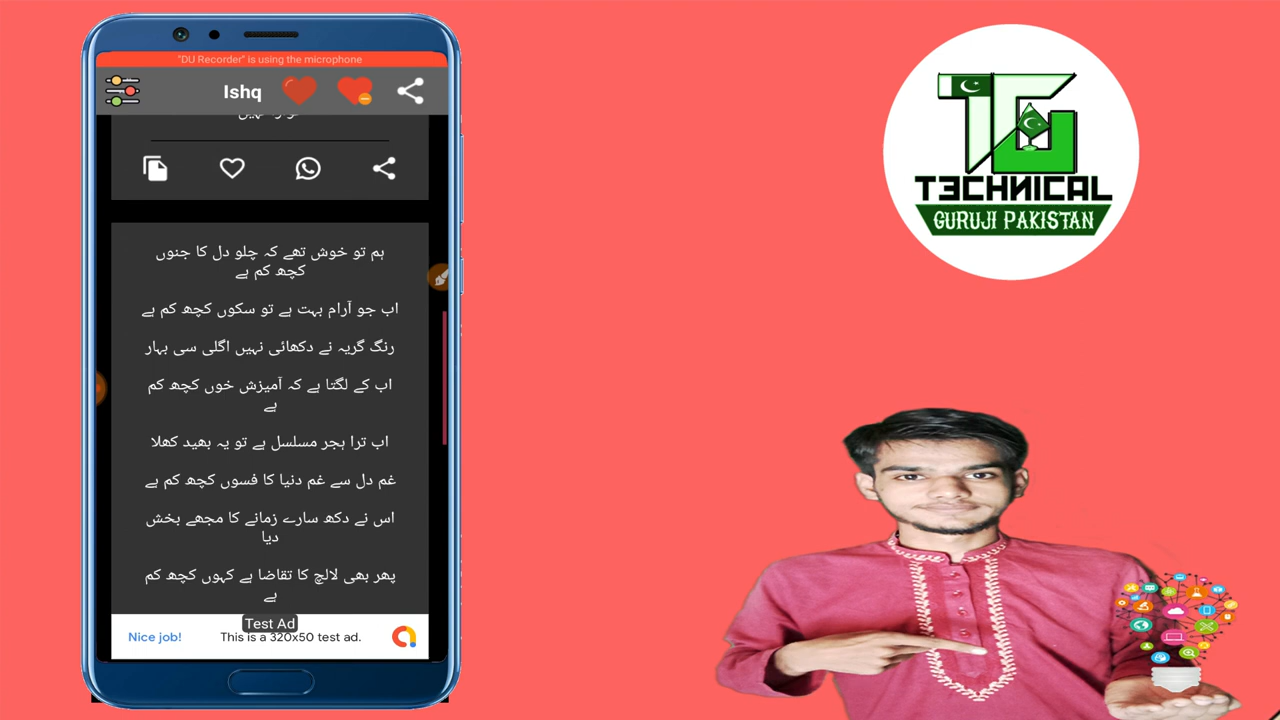 "DU Recorder" is using the microphone
Ishq
ہم تو خوش تھے کہ چلو دل کا جنوں
کچھ کم ہے
اب جو آرام بہت ہے تو سکوں کچھ کم ہے
رنگ گریہ نے دکھائی نہیں اگلی سی بہار
اب کے لگتا ہے کہ آمیزش خوں کچھ کم
ہے
اب ترا ہجر مسلسل ہے تو یہ بھید کھلا
غم دل سے غم دنیا کا فسوں کچھ کم ہے
اس نے دکھ سارے زمانے کا مجھے بخش
دیا
پھر بھی لالچ کا تقاضا ہے کہوں کچھ کم
ہے
Test Ad
Nice job!
This is a 320x50 test ad.
TG
TECHNICAL
GURUJI PAKISTAN